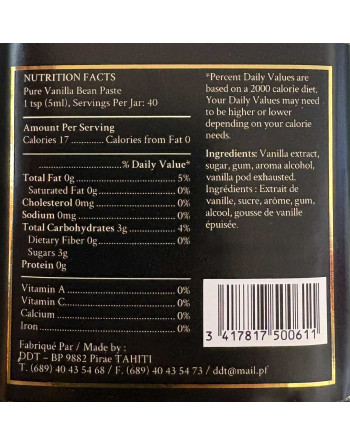 NUTRITION FACTS
Pure Vanilla Bean Paste
1 tsp (5ml), Servings Per Jar: 40
Amount Per Serving
Calories 17 ............ Calories from Fat 0
% Daily Value*
Total Fat 0g 5%
Saturated Fat 0g 0%
Cholesterol 0mg 0%
Sodium 0mg 0%
Total Carbohydrates 3g 4%
Dietary Fiber 0g 0%
Sugars 3g
Protein 0g
Vitamin A 0%
Vitamin C 0%
Calcium 0%
Iron 0%
Fabriqué Par / Made by :
DDT – BP 9882 Pirae TAHITI
T. (689) 40 43 54 68 / F. (689) 40 43 54 73 / ddt@mail.pf
*Percent Daily Values are
based on a 2000 calorie diet,
Your Daily Values may need
to be higher or lower
depending on your calorie
needs.
Ingredients: Vanilla extract,
sugar, gum, aroma alcohol,
vanilla pod exhausted.
Ingrédients : Extrait de
vanille, sucre, arôme, gum,
alcool, gousse de vanille
épuisée.
3 417817 500611